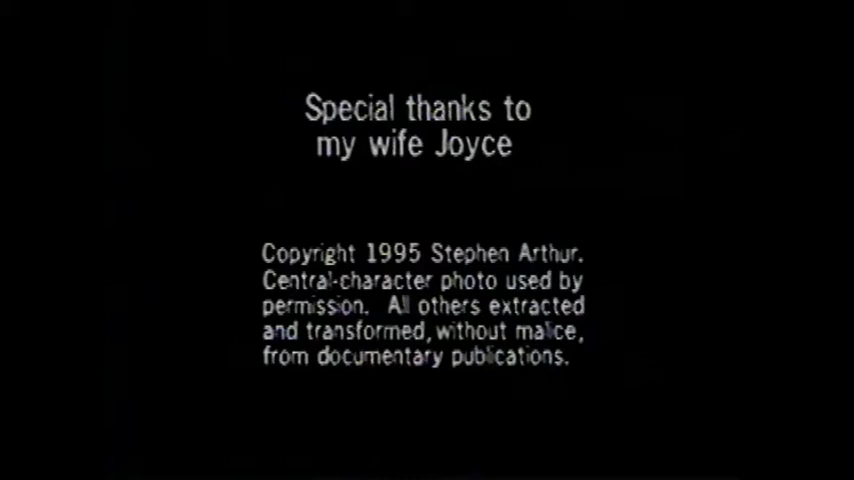 Special thanks to
my wife Joyce
Copyright 1995 Stephen Arthur.
Central-character photo used by
permission. All others extracted
and transformed, without malice,
from documentary publications.